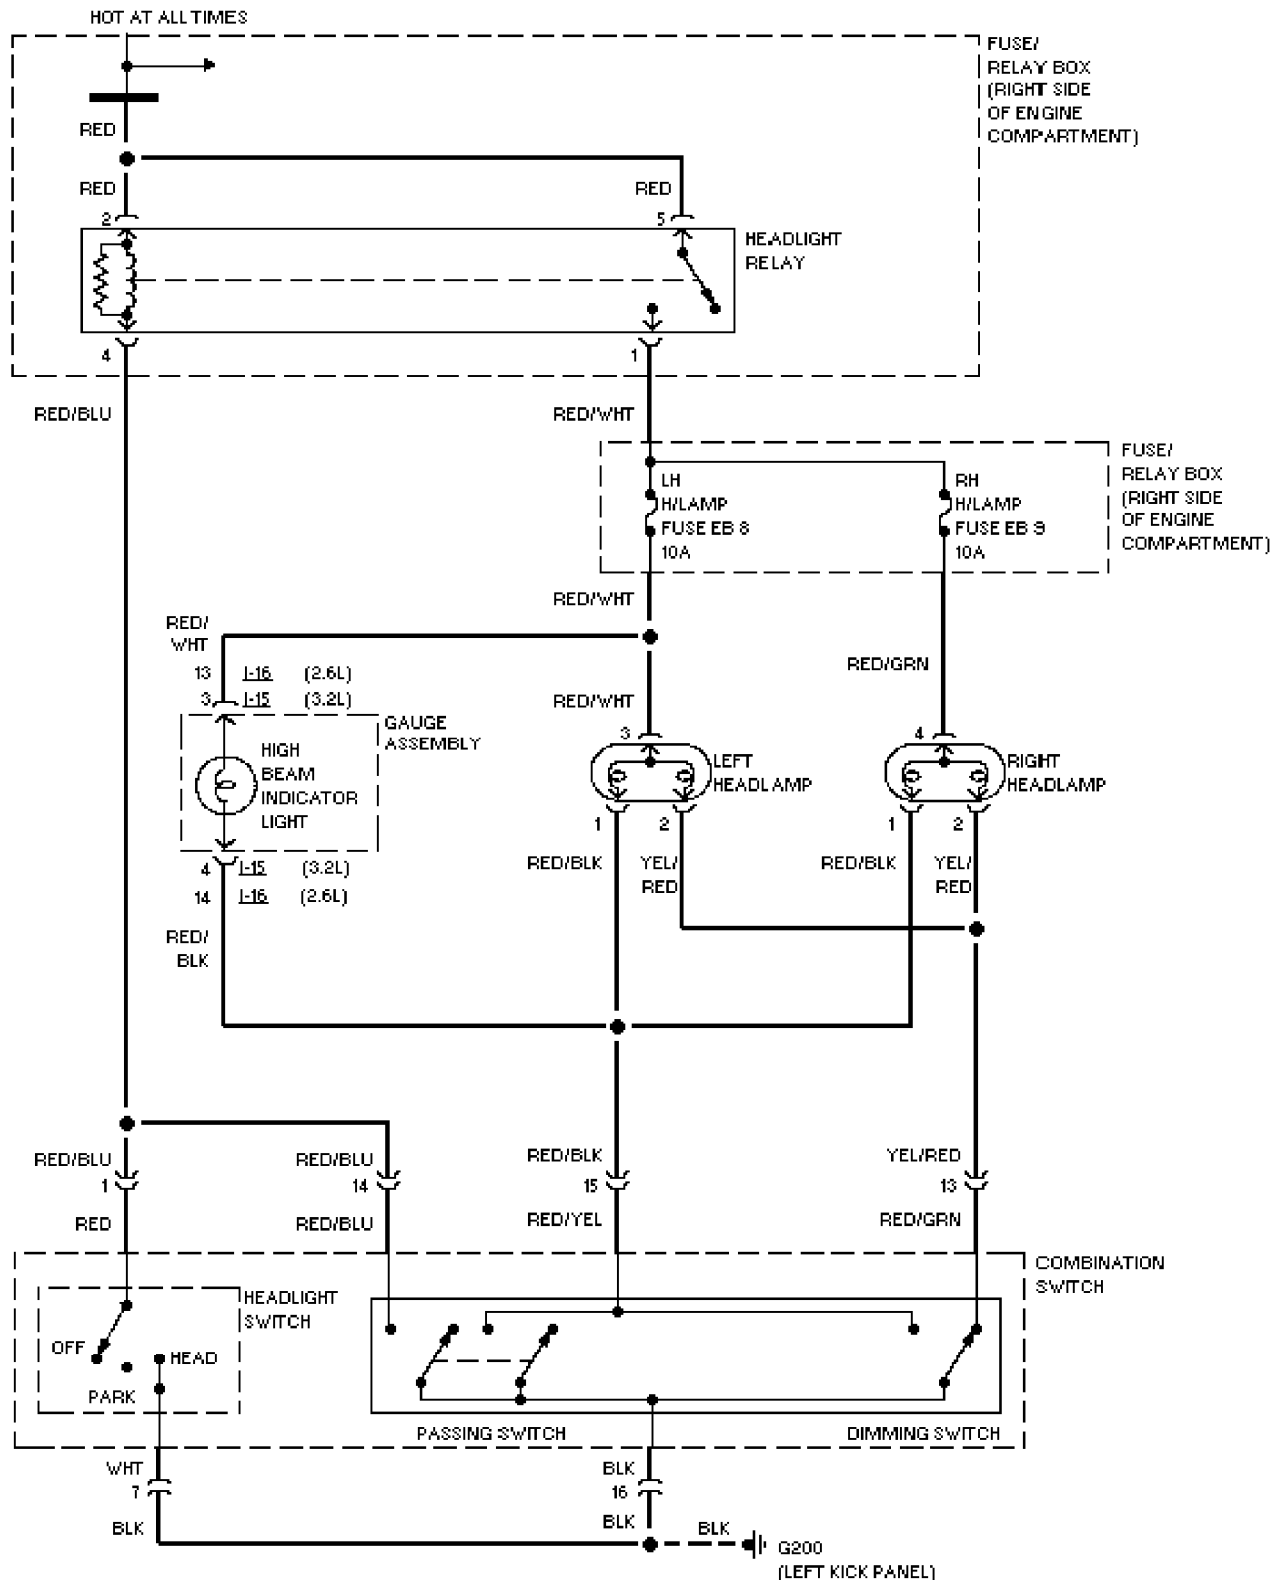 HOT AT ALL TIMES
FUSE/
RELAY BOX
(RIGHT SIDE
OF ENGINE
COMPARTMENT)
RED
RED
RED
2
5
HEADLIGHT
RELAY
4
1
RED/BLU
RED/WHT
FUSE/
RELAY BOX
(RIGHT SIDE
OF ENGINE
COMPARTMENT)
LH
H/LAMP
FUSE EB 8
10A
RH
H/LAMP
FUSE EB 9
10A
RED/WHT
RED/
WHT
13 I-16 (2.6L)
3 I-15 (3.2L)
RED/GRN
RED/WHT
GAUGE
ASSEMBLY
HIGH
BEAM
INDICATOR
LIGHT
3
LEFT
HEADLAMP
4
RIGHT
HEADLAMP
1
2
1
2
4 I-15 (3.2L)
14 I-16 (2.6L)
RED/BLK
YEL/
RED
RED/BLK
YEL/
RED
RED/
BLK
RED/BLU
RED/BLU
RED/BLK
YEL/RED
1
14
15
13
RED
RED/BLU
RED/YEL
RED/GRN
COMBINATION
SWITCH
HEADLIGHT
SWITCH
OFF
HEAD
PARK
PASSING SWITCH
DIMMING SWITCH
WHT
BLK
7
16
BLK
BLK
BLK
G200
(LEFT KICK PANEL)